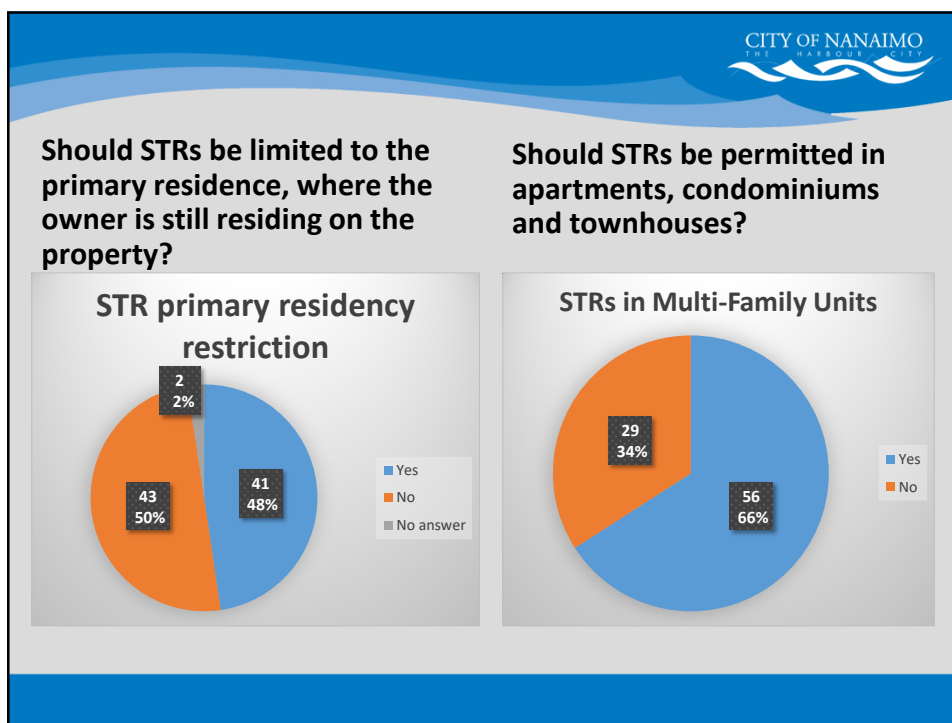 CITY OF NANAIMO
THE HARBOUR CITY
Should STRs be limited to the
primary residence, where the
owner is still residing on the
property?
Should STRs be permitted in
apartments, condominiums
and townhouses?
STR primary residency
restriction
2
2%
41
48%
43
50%
Yes
No
No answer
STRs in Multi-Family Units
29
34%
56
66%
Yes
No